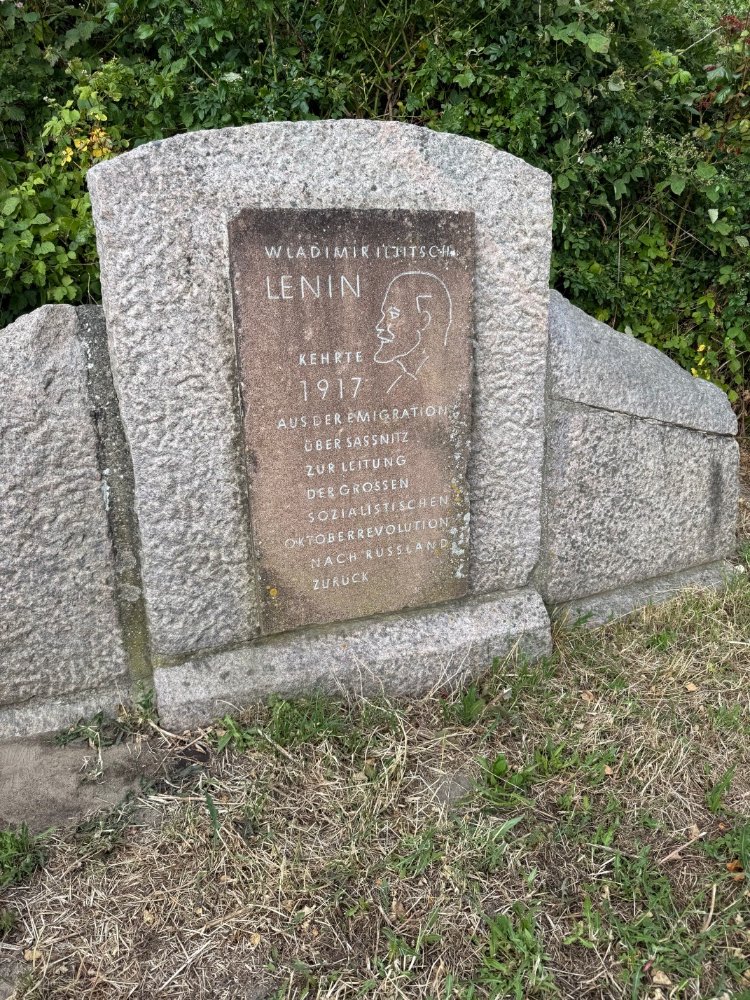 WLADIMIR ILJITSCH
LENIN
KEHRTE
1917
AUS DER EMIGRATION
ÜBER SASSNITZ
ZUR LEITUNG
DER GROSSEN
SOZIALISTISCHEN
OKTOBERREVOLUTION
NACH RUSSLAND
ZURÜCK